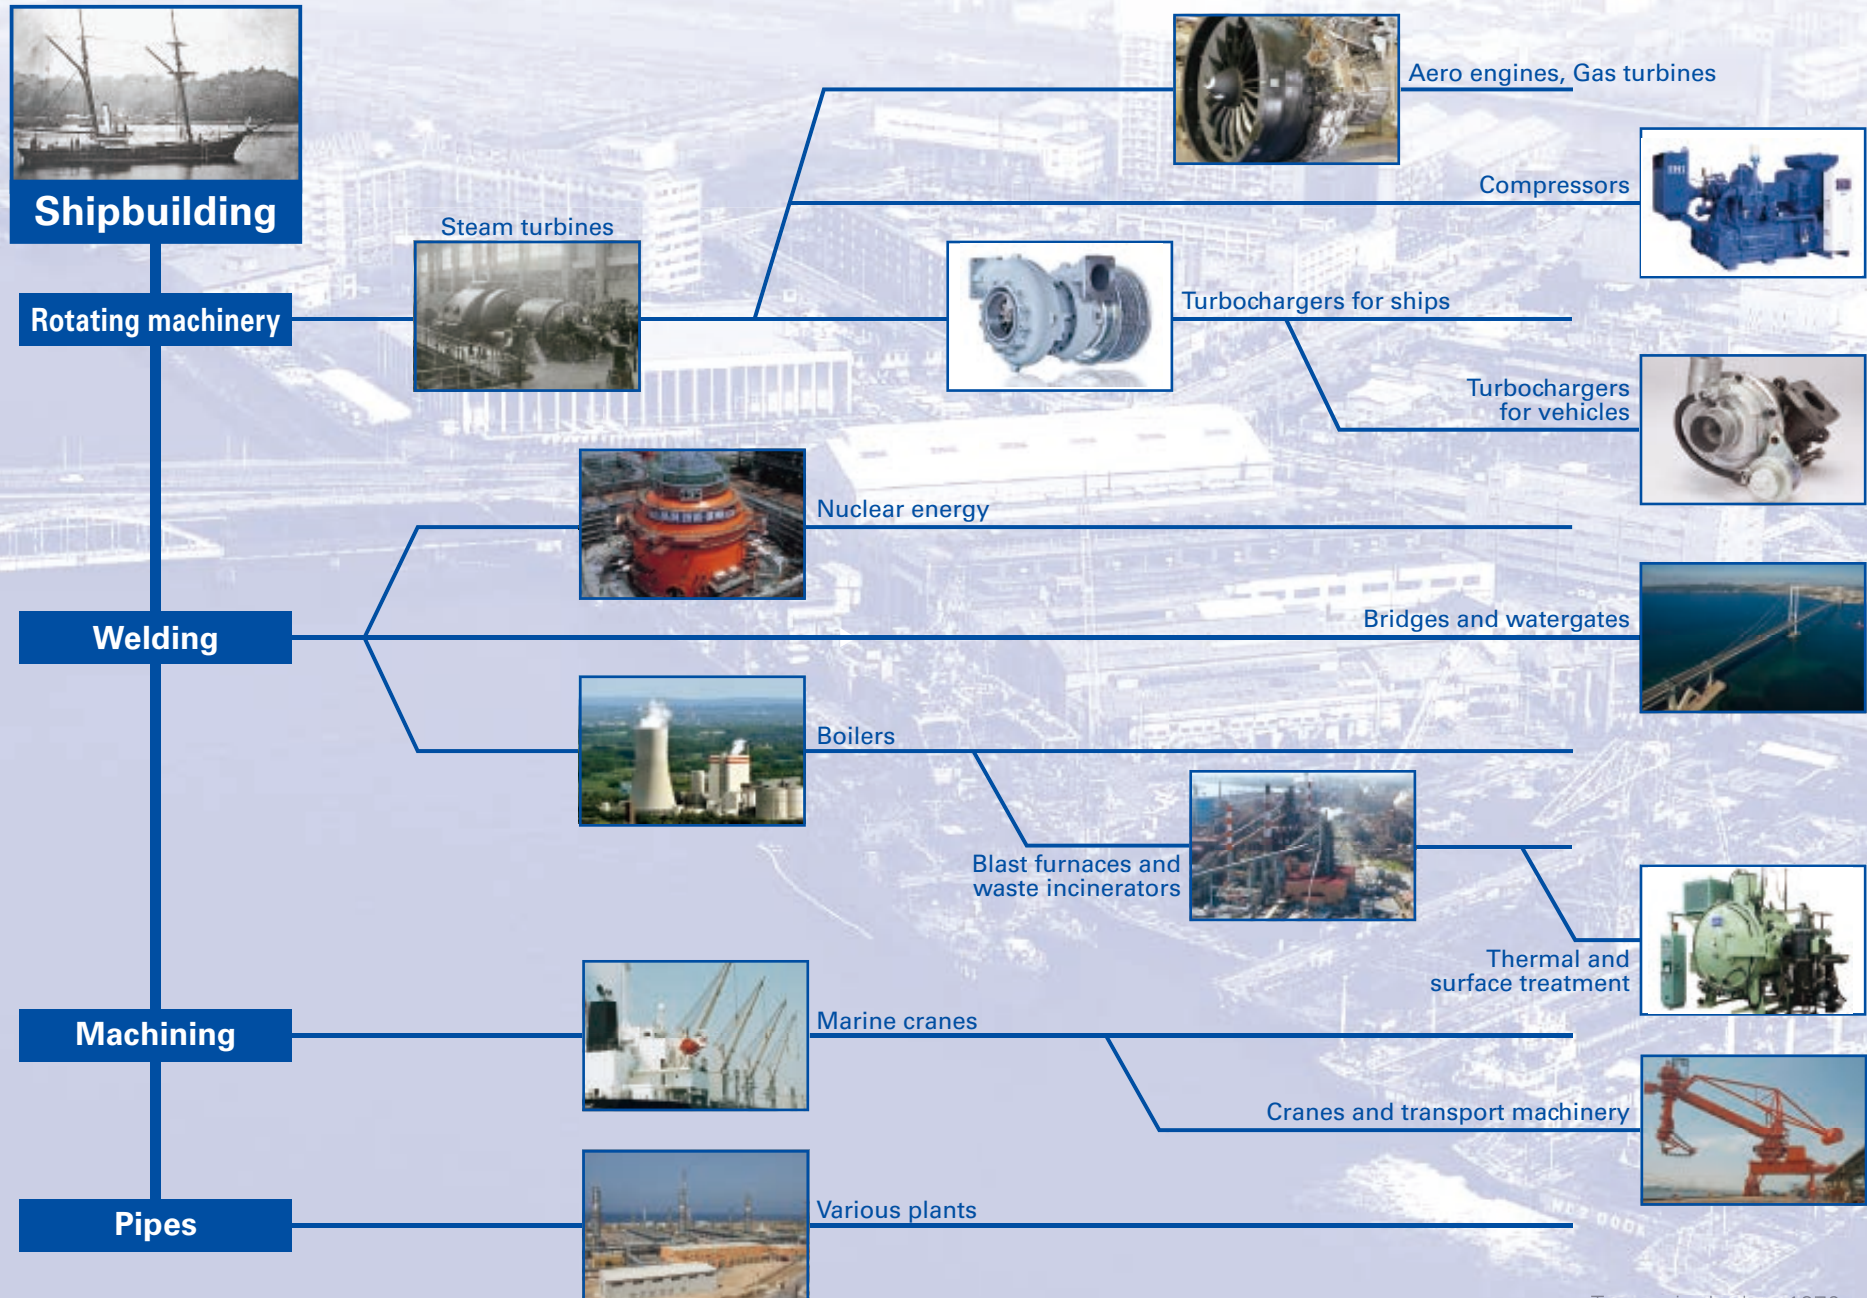 Shipbuilding
Rotating machinery
Steam turbines
Aero engines, Gas turbines
Compressors
Turbochargers for ships
Turbochargers
for vehicles
Welding
Nuclear energy
Bridges and watergates
Boilers
Blast furnaces and
waste incinerators
Thermal and
surface treatment
Machining
Marine cranes
Cranes and transport machinery
Pipes
Various plants